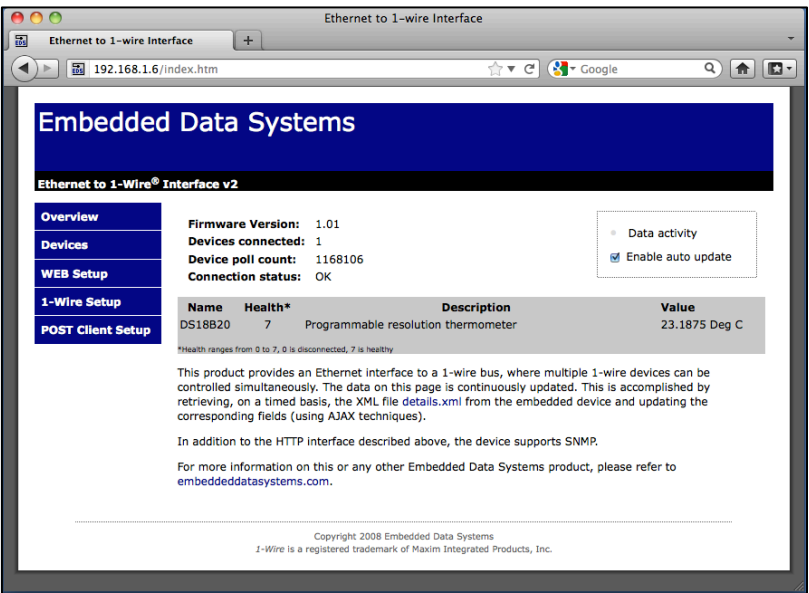 Ethernet to 1-wire Interface
EDS Ethernet to 1-wire Interface +
EDS 192.168.1.6/index.htm Google
Embedded Data Systems
Ethernet to 1-Wire® Interface v2
Overview
Devices
WEB Setup
1-Wire Setup
POST Client Setup
Firmware Version: 1.01
Devices connected: 1
Device poll count: 1168106
Connection status: OK
Data activity
Enable auto update
Name Health* Description Value
DS18B20 7 Programmable resolution thermometer 23.1875 Deg C
*Health ranges from 0 to 7, 0 is disconnected, 7 is healthy
This product provides an Ethernet interface to a 1-wire bus, where multiple 1-wire devices can be
controlled simultaneously. The data on this page is continuously updated. This is accomplished by
retrieving, on a timed basis, the XML file details.xml from the embedded device and updating the
corresponding fields (using AJAX techniques).
In addition to the HTTP interface described above, the device supports SNMP.
For more information on this or any other Embedded Data Systems product, please refer to
embeddeddatasystems.com.
Copyright 2008 Embedded Data Systems
1-Wire is a registered trademark of Maxim Integrated Products, Inc.